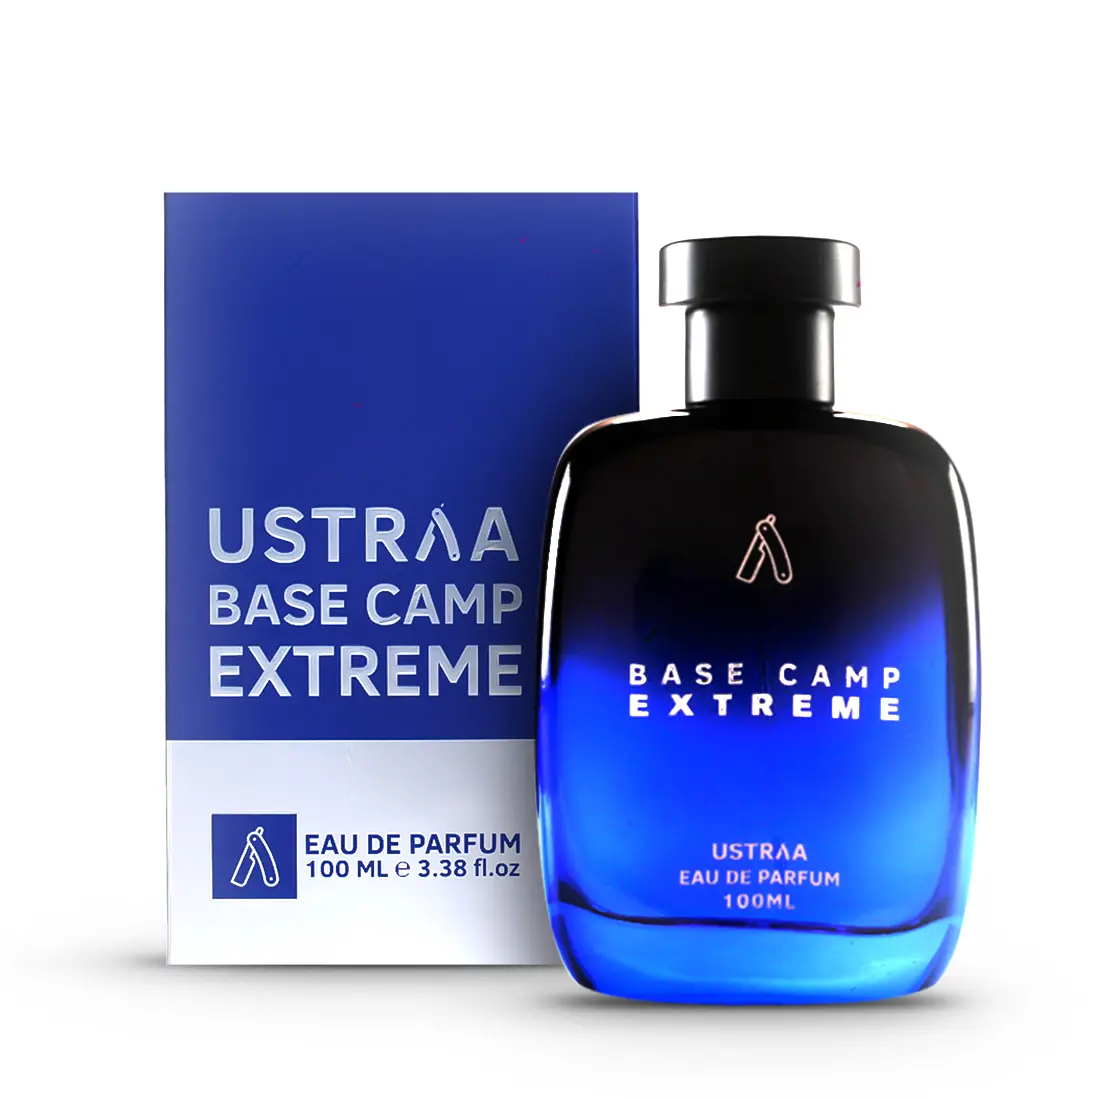 USTRAA
BASE CAMP
EXTREME
EAU DE PARFUM
100 ML ℮ 3.38 fl.oz
BASE CAMP
EXTREME
USTRAA
EAU DE PARFUM
100ML